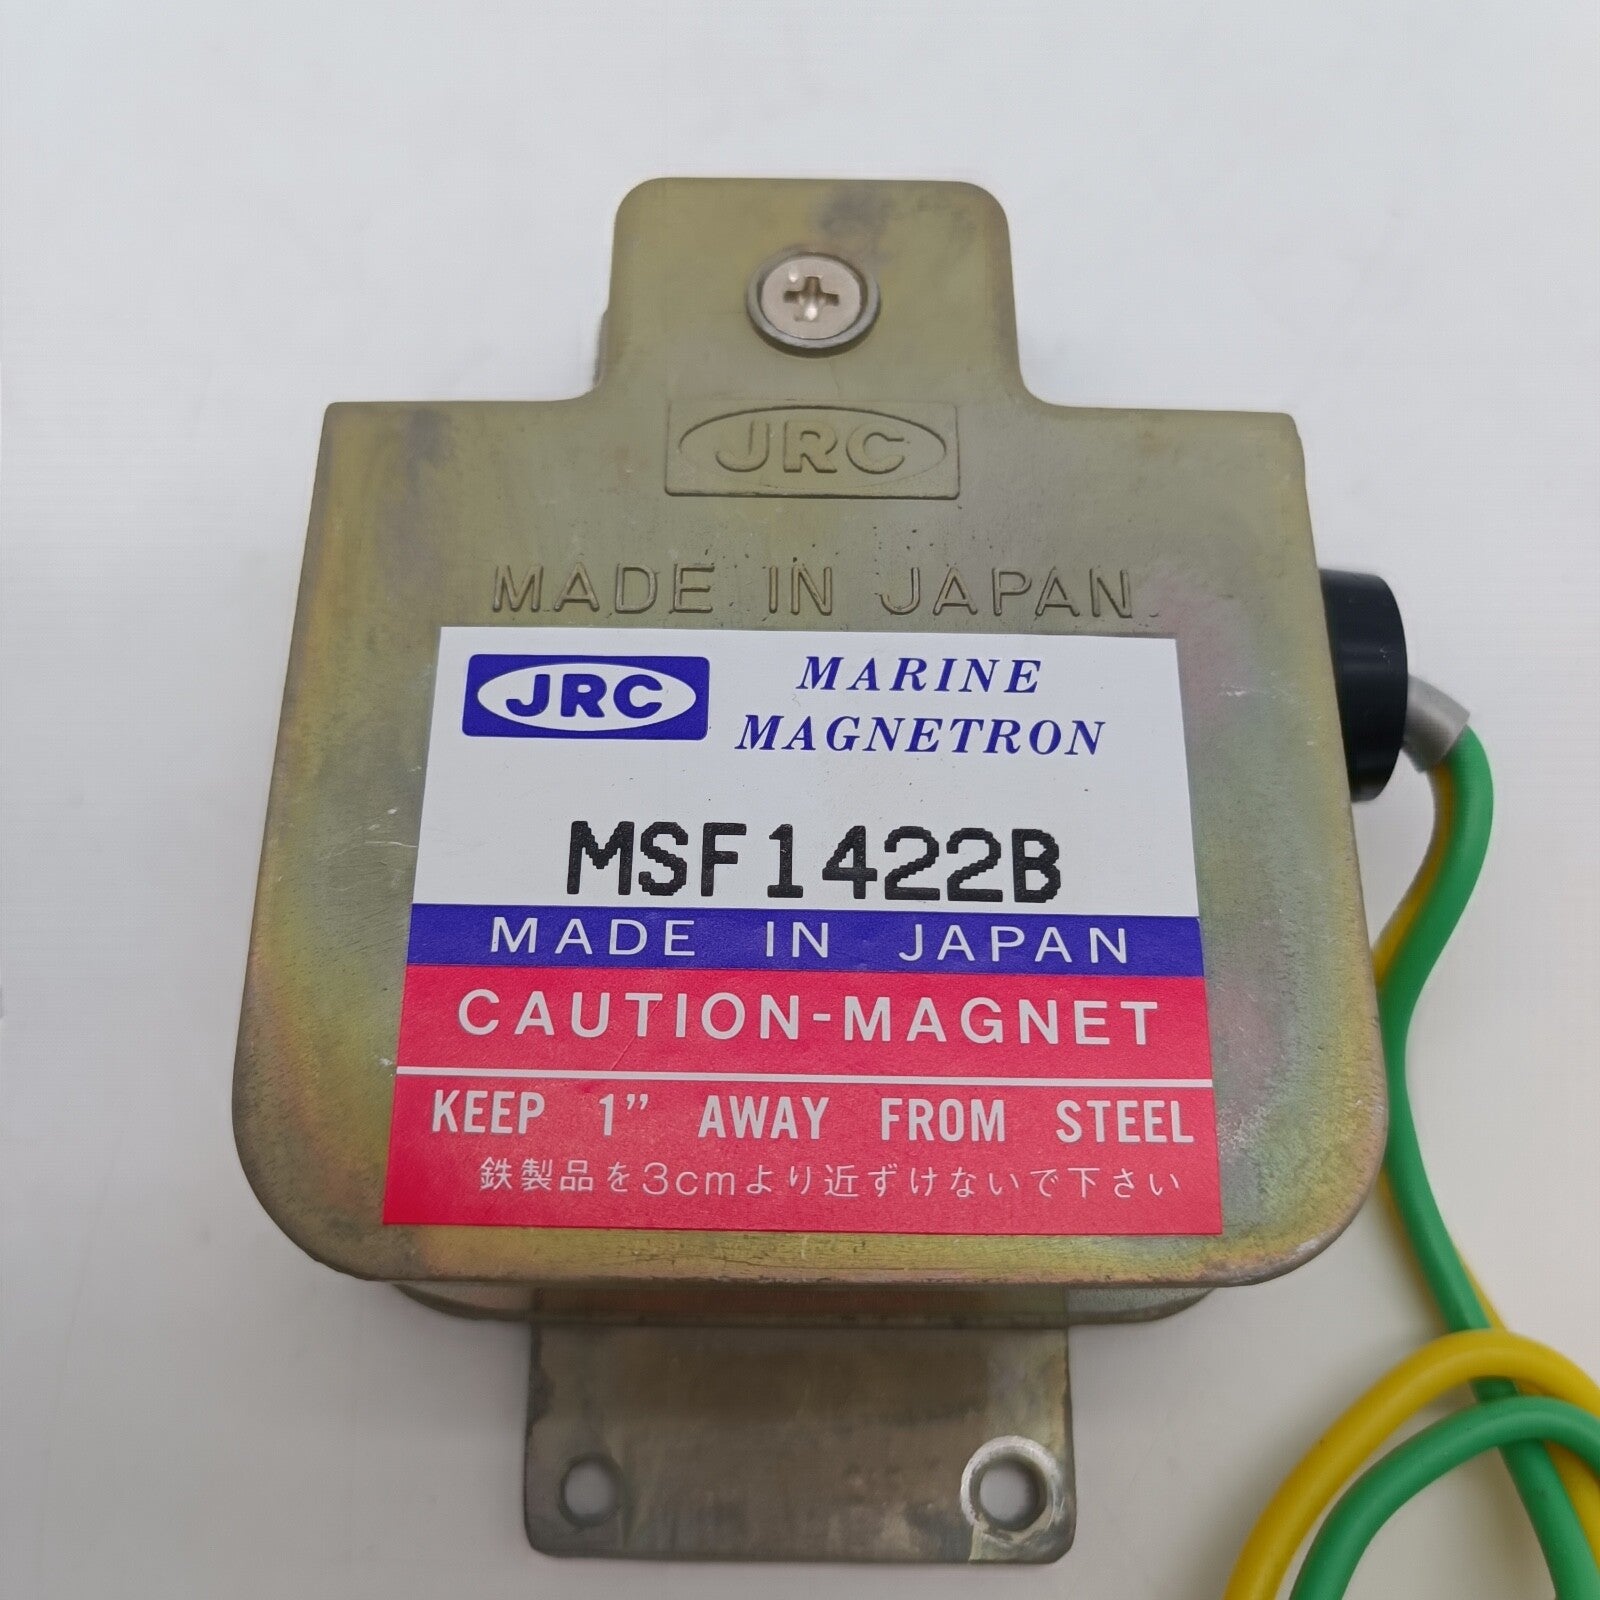 JRC
MADE IN JAPAN
JRC
MARINE
MAGNETRON
MSF1422B
MADE IN JAPAN
CAUTION-MAGNET
KEEP 1” AWAY FROM STEEL
鉄製品を3cmより近ずけないで下さい